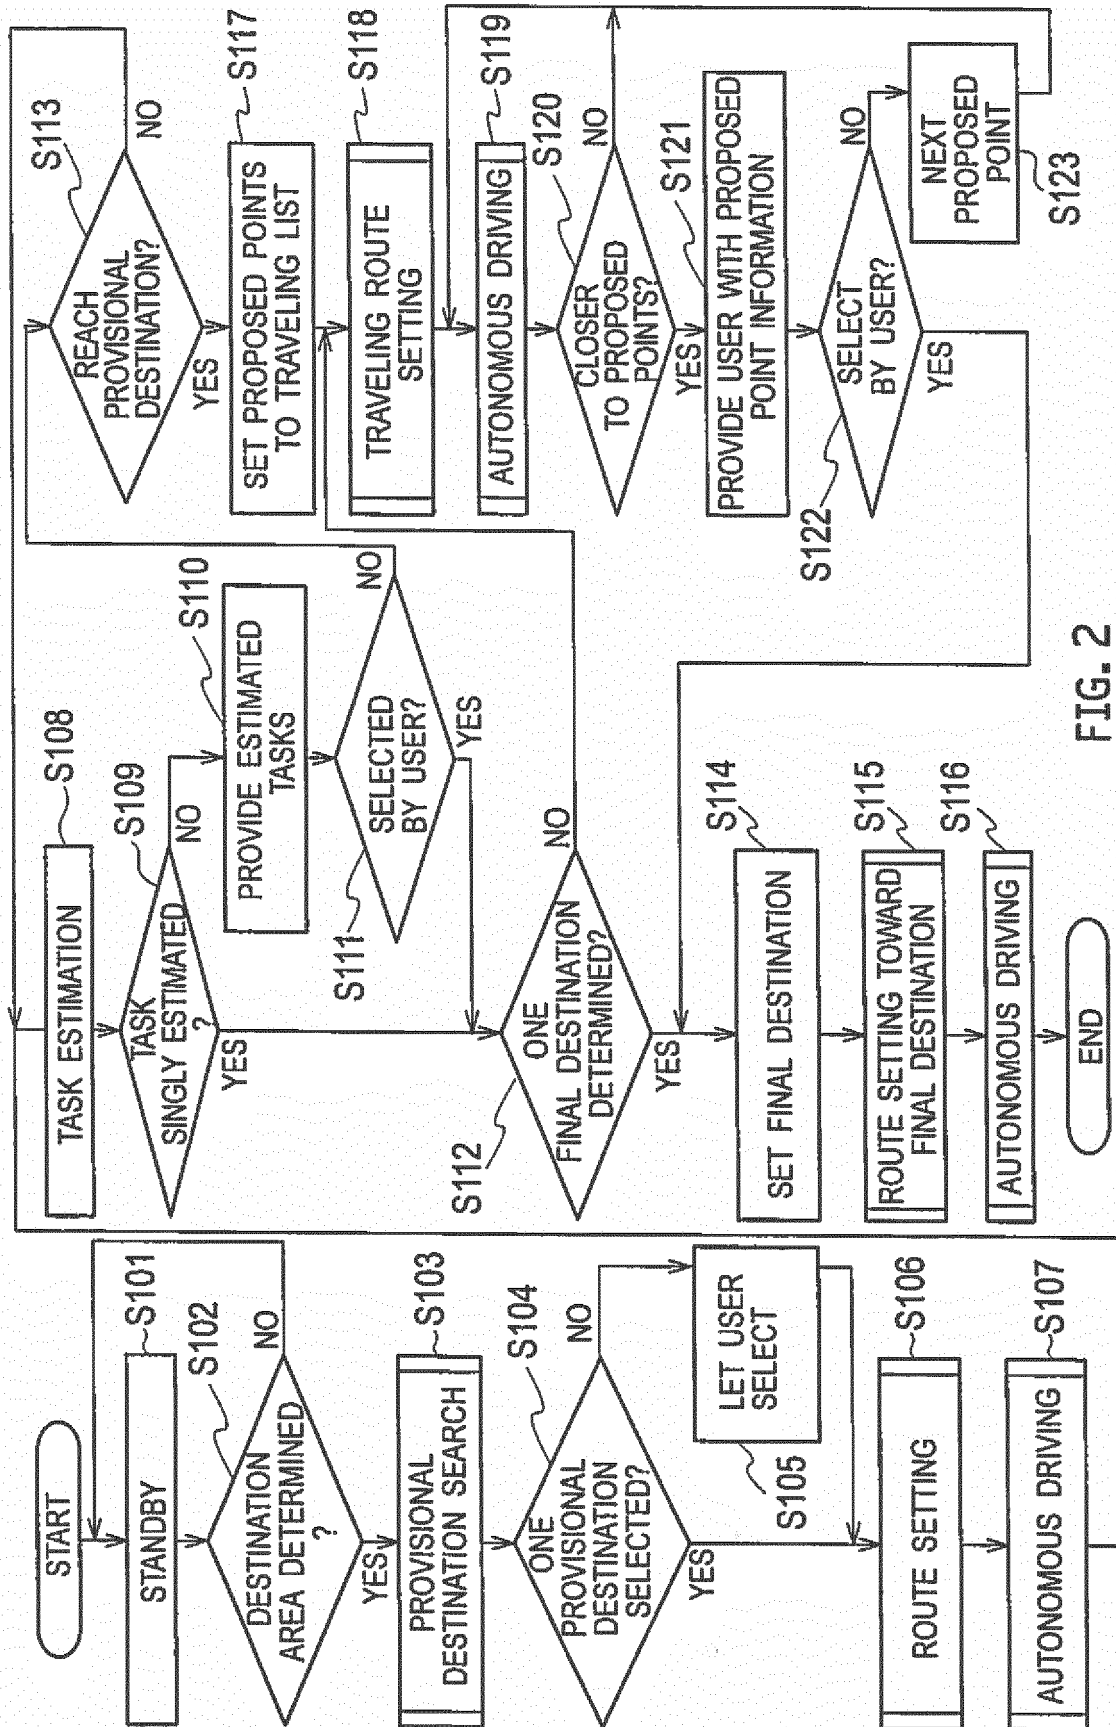 START
STANDBY
S101
DESTINATION
AREA DETERMINED
?
S102
NO
YES
PROVISIONAL
DESTINATION SEARCH
S103
ONE
PROVISIONAL
DESTINATION
SELECTED?
S104
NO
YES
LET USER
SELECT
S105
ROUTE SETTING
S106
AUTONOMOUS DRIVING
S107
TASK ESTIMATION
S108
TASK
SINGLY ESTIMATED
?
S109
NO
YES
PROVIDE ESTIMATED
TASKS
S110
SELECTED
BY USER?
S111
NO
YES
ONE
FINAL DESTINATION
DETERMINED?
S112
NO
YES
SET FINAL DESTINATION
S114
ROUTE SETTING TOWARD
FINAL DESTINATION
S115
AUTONOMOUS DRIVING
S116
END
REACH
PROVISIONAL
DESTINATION?
S113
NO
YES
SET PROPOSED POINTS
TO TRAVELING LIST
S117
TRAVELING ROUTE
SETTING
S118
AUTONOMOUS DRIVING
S119
CLOSER
TO PROPOSED
POINTS?
S120
NO
YES
PROVIDE USER WITH PROPOSED
POINT INFORMATION
S121
SELECT
BY USER?
S122
NO
YES
NEXT
PROPOSED
POINT
S123
FIG. 2